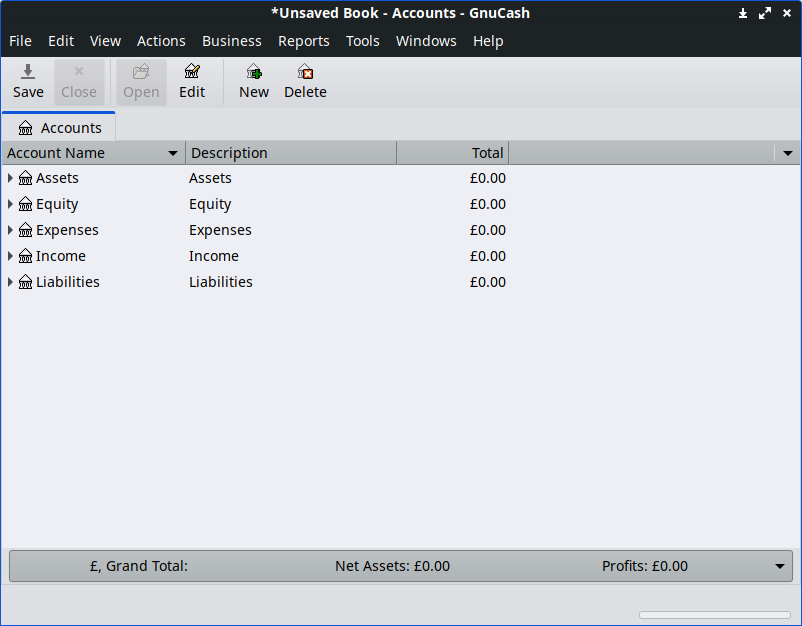 *Unsaved Book - Accounts - GnuCash
File Edit View Actions Business Reports Tools Windows Help
Save Close Open Edit New Delete
Accounts
Account Name Description Total
Assets Assets £0.00
Equity Equity £0.00
Expenses Expenses £0.00
Income Income £0.00
Liabilities Liabilities £0.00
£, Grand Total: Net Assets: £0.00 Profits: £0.00